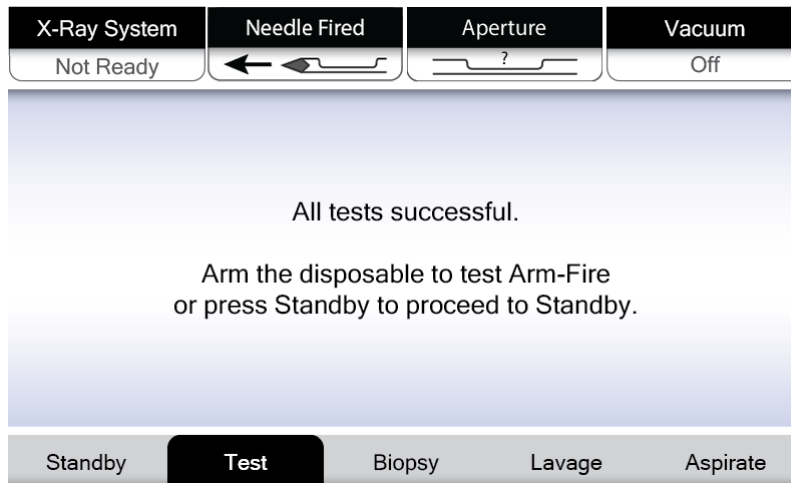 X-Ray System Needle Fired Aperture Vacuum
Not Ready ? Off
All tests successful.
Arm the disposable to test Arm-Fire
or press Standby to proceed to Standby.
Standby Test Biopsy Lavage Aspirate